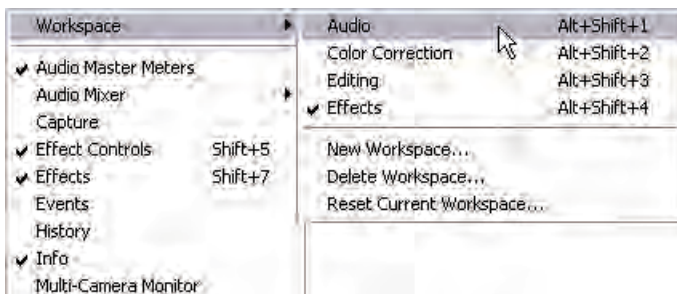 Workspace
Audio Master Meters
Audio Mixer
Capture
Effect Controls Shift+5
Effects Shift+7
Events
History
Info
Multi-Camera Monitor
Audio Alt+Shift+1
Color Correction Alt+Shift+2
Editing Alt+Shift+3
Effects Alt+Shift+4
New Workspace...
Delete Workspace...
Reset Current Workspace...